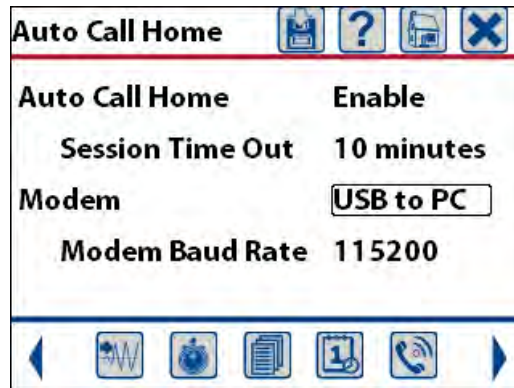 Auto Call Home ?
Auto Call Home Enable
Session Time Out 10 minutes
Modem USB to PC
Modem Baud Rate 115200
1